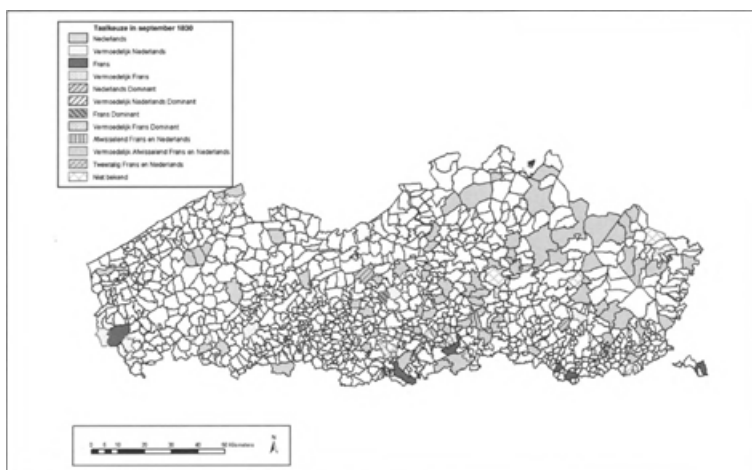 Taalkeuze in september 1830
Nederlands
Vermoedelijk Nederlands
Frans
Vermoedelijk Frans
Nederlands Dominant
Vermoedelijk Nederlands Dominant
Frans Dominant
Vermoedelijk Frans Dominant
Afwisselend Frans en Nederlands
Vermoedelijk Afwisselend Frans en Nederlands
Tweetalig Frans en Nederlands
Niet bekend
N
0 5 10 20 30 40 50 Kilometers